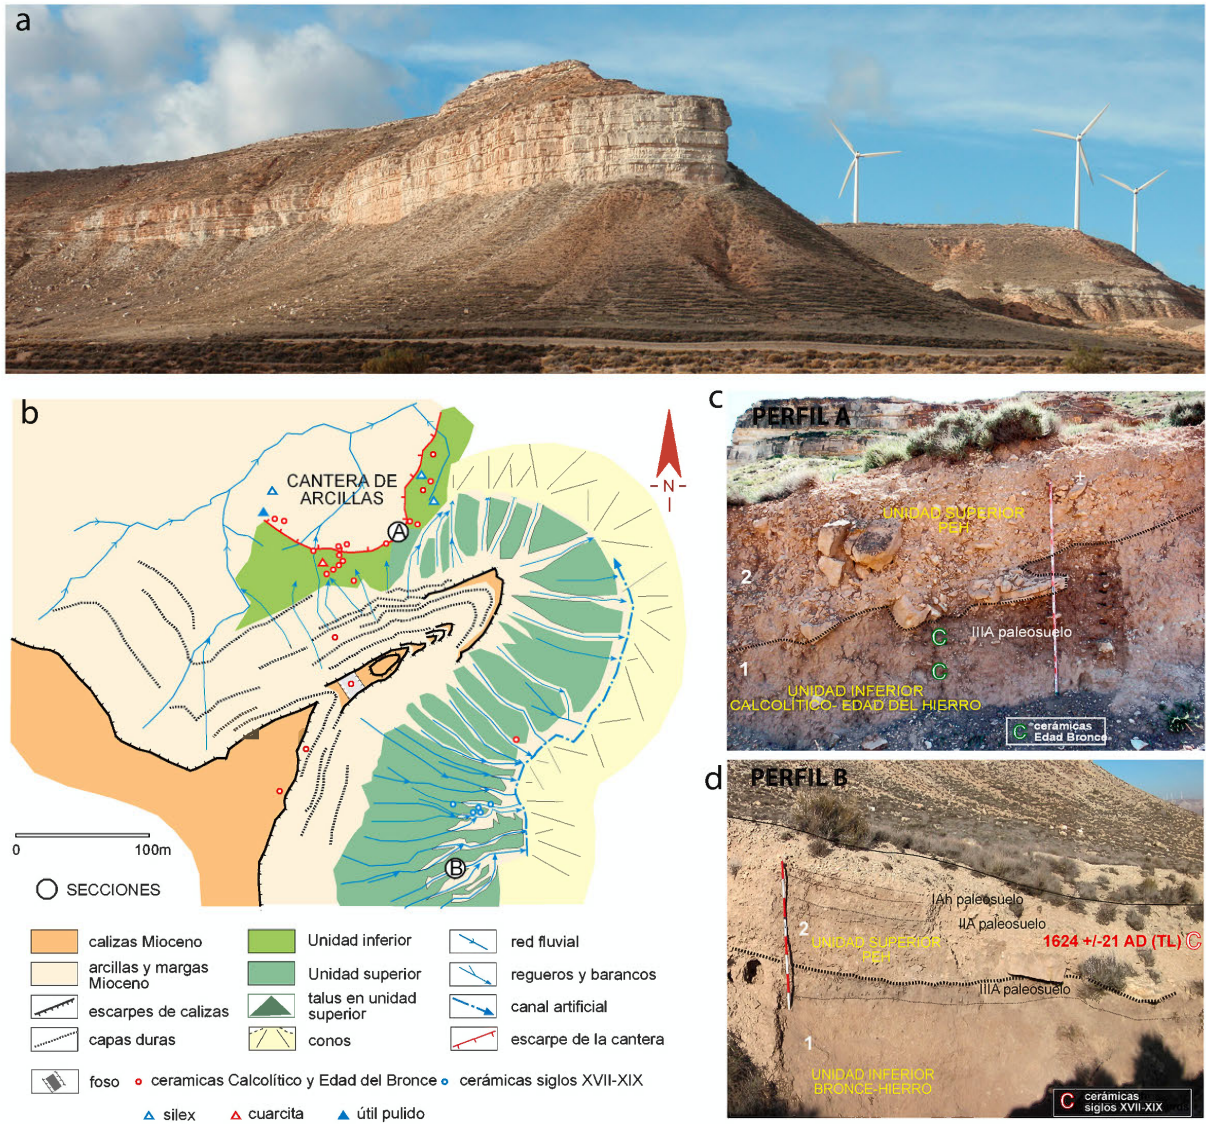 a
b
CANTERA DE
ARCILLAS
A
N
B
0
100m
SECCIONES
calizas Mioceno
arcillas y margas
Mioceno
escarpes de calizas
capas duras
foso
Unidad inferior
Unidad superior
talus en unidad
superior
conos
red fluvial
regueros y barancos
canal artificial
escarpe de la cantera
ceramicas Calcolítico y Edad del Bronce
cerámicas siglos XVII-XIX
silex
cuarcita
útil pulido
c
PERFIL A
UNIDAD SUPERIOR
PEH
2
IIIA paleosuelo
C
C
1
UNIDAD INFERIOR
CALCOLÍTICO- EDAD DEL HIERRO
C cerámicas
Edad Bronce
d
PERFIL B
IAh paleosuelo
IIA paleosuelo
2
UNIDAD SUPERIOR
PEH
1624 +/-21 AD (TL) C
IIIA paleosuelo
1
UNIDAD INFERIOR
BRONCE-HIERRO
C cerámicas
siglos XVII-XIX